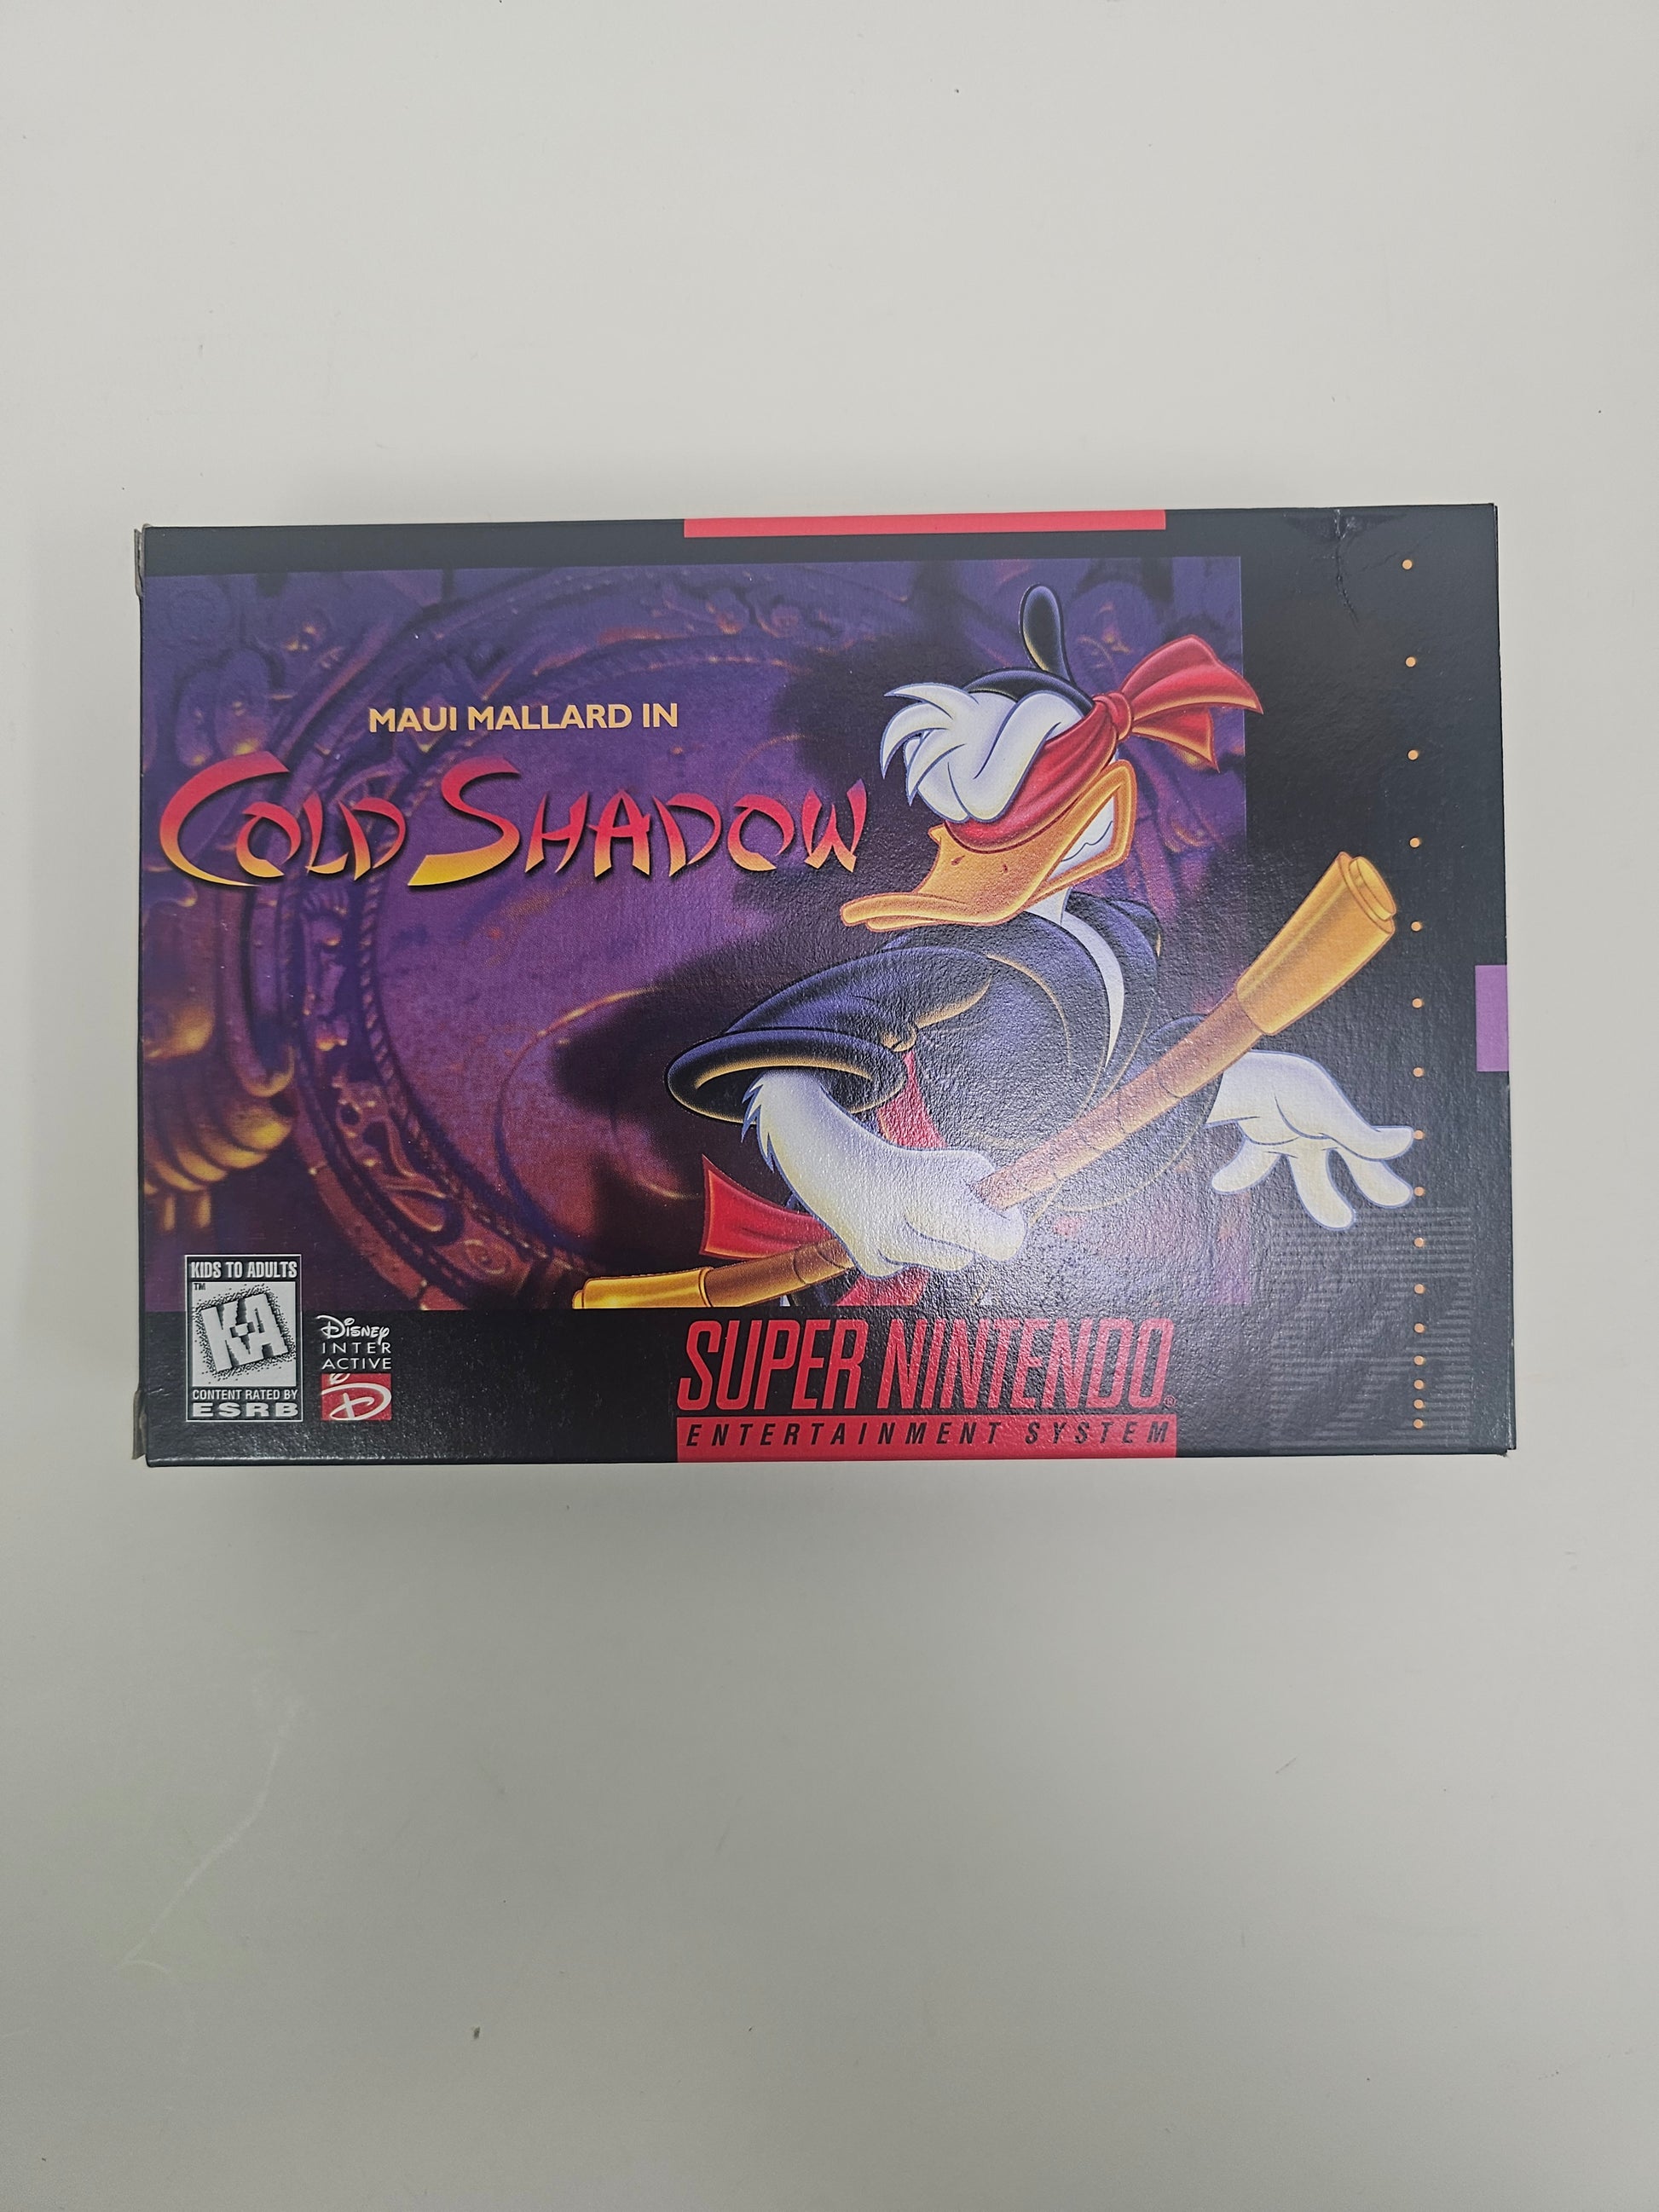 MAUI MALLARD IN
COLD SHADOW
KIDS TO ADULTS
TM
K-A
CONTENT RATED BY
ESRB
DISNEY
INTER
ACTIVE
D
SUPER NINTENDO®
ENTERTAINMENT SYSTEM